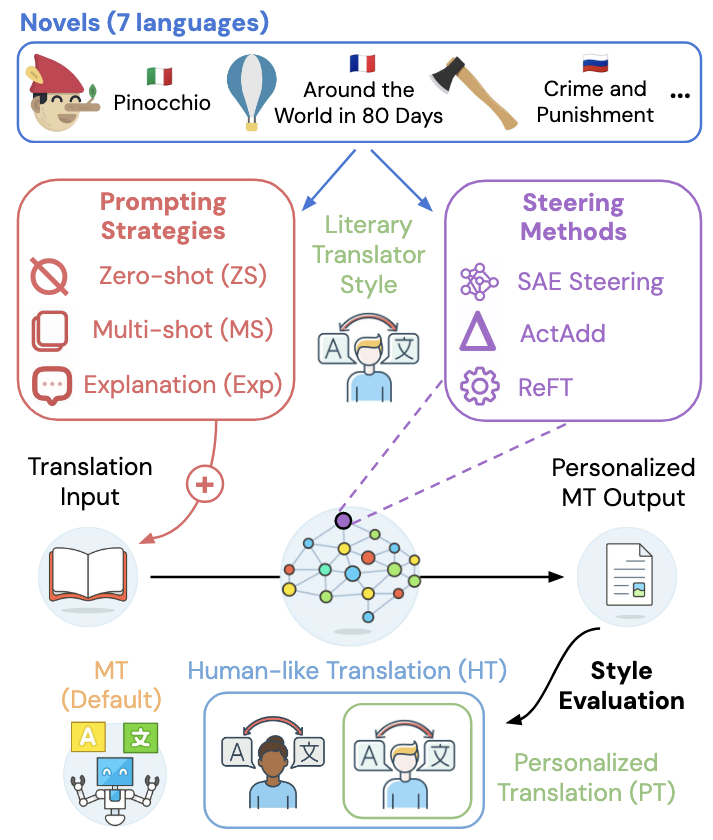 Novels (7 languages)
Pinocchio
Around the
World in 80 Days
Crime and
Punishment
...
Prompting
Strategies
Zero-shot (ZS)
Multi-shot (MS)
Explanation (Exp)
Literary
Translator
Style
A 文
Steering
Methods
SAE Steering
ActAdd
ReFT
Translation
Input
+
Personalized
MT Output
MT
(Default)
A 文
Human-like Translation (HT)
A 文
A 文
Style
Evaluation
Personalized
Translation (PT)